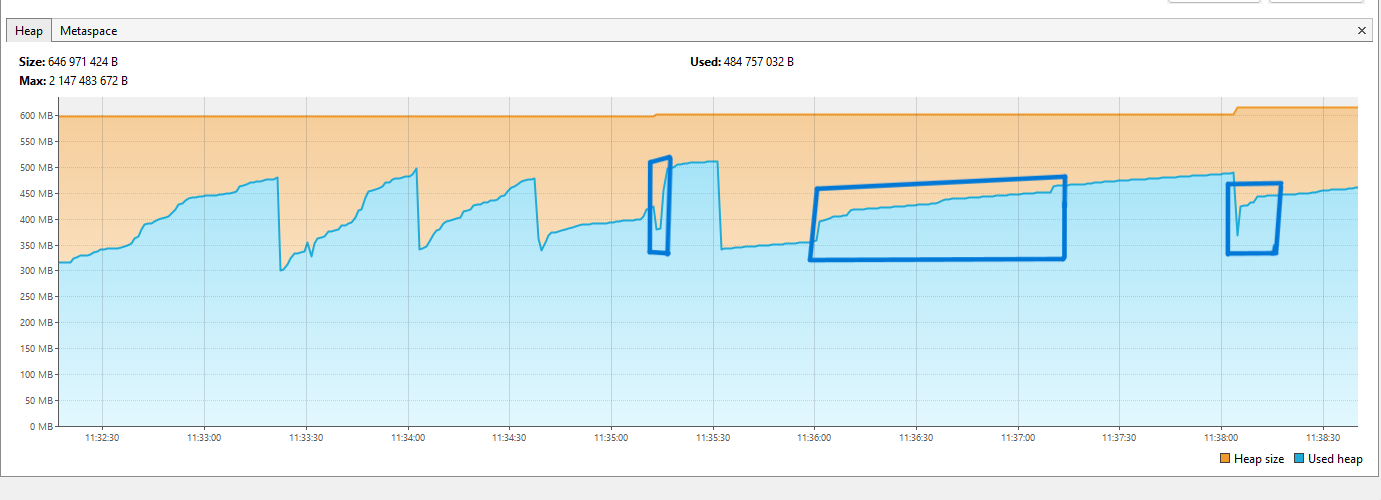 Heap Metaspace ×
Size: 646 971 424 B Used: 484 757 032 B
Max: 2 147 483 672 B
600 MB
550 MB
500 MB
450 MB
400 MB
350 MB
300 MB
250 MB
200 MB
150 MB
100 MB
50 MB
0 MB
11:32:30 11:33:00 11:33:30 11:34:00 11:34:30 11:35:00 11:35:30 11:36:00 11:36:30 11:37:00 11:37:30 11:38:00 11:38:30
Heap size Used heap